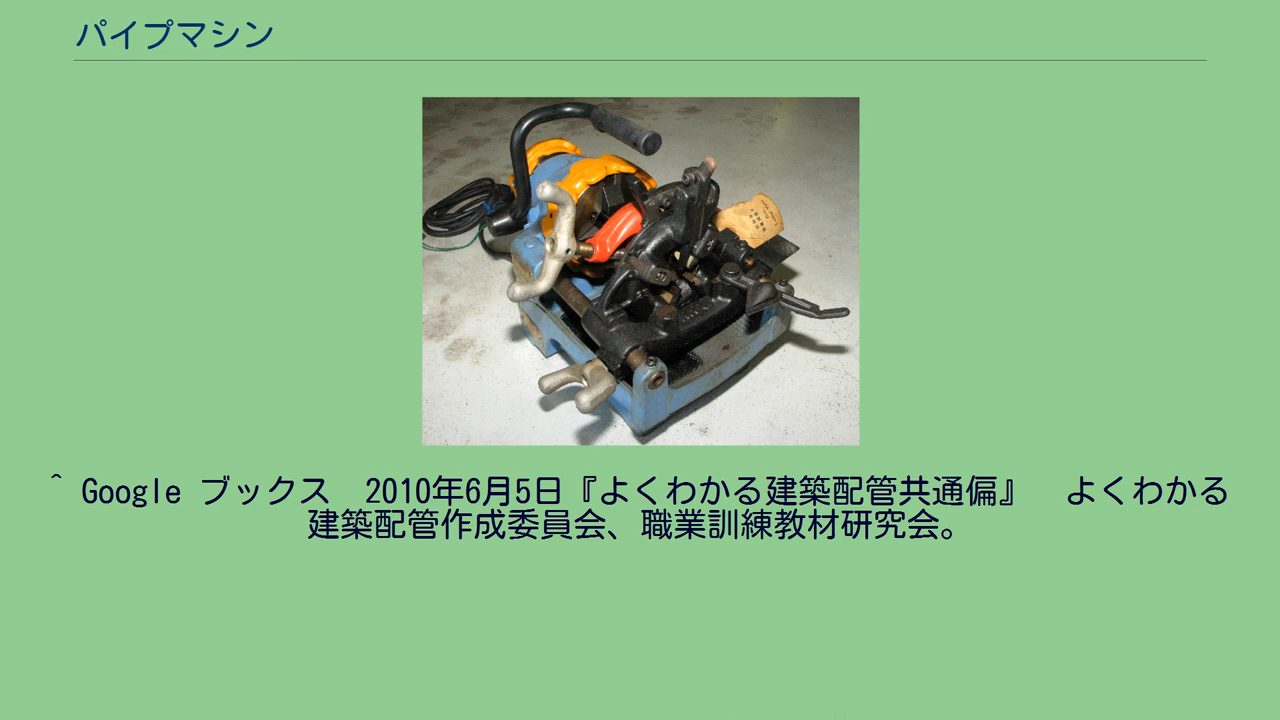 パイプマシン
^ Google ブックス　2010年6月5日『よくわかる建築配管共通偏』　よくわかる
建築配管作成委員会、職業訓練教材研究会。